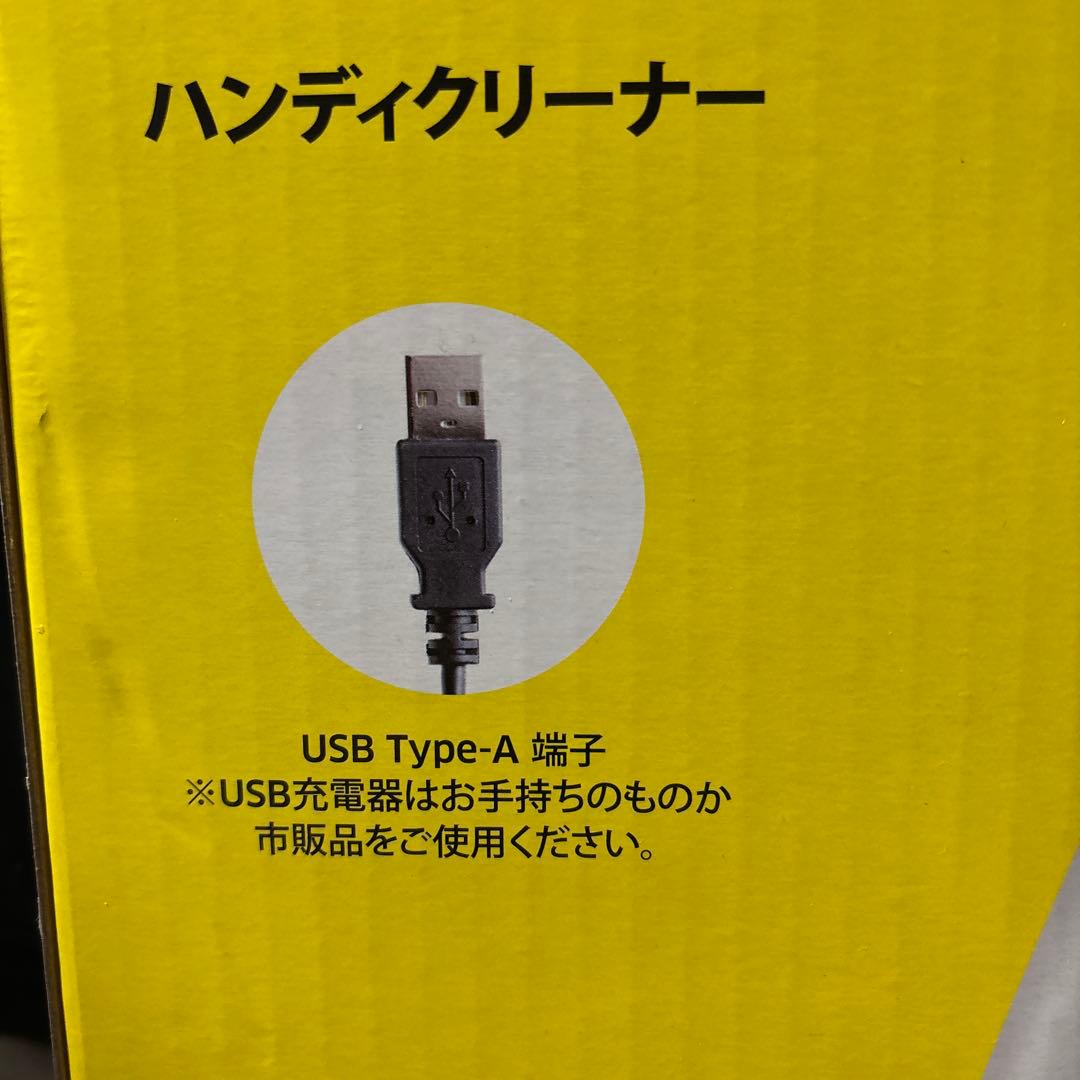 ハンディクリーナー
USB Type-A 端子
※USB充電器はお手持ちのものか
市販品をご使用ください。